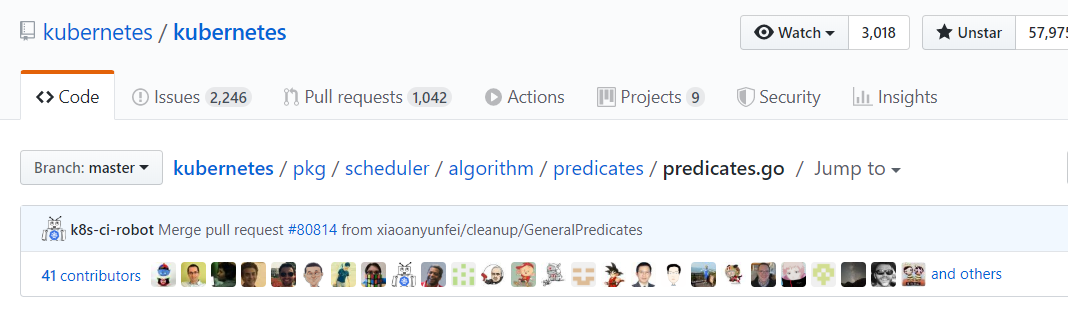 kubernetes / kubernetes
Watch 3,018 Unstar 57,975
Code Issues 2,246 Pull requests 1,042 Actions Projects 9 Security Insights
Branch: master kubernetes / pkg / scheduler / algorithm / predicates / predicates.go / Jump to
k8s-ci-robot Merge pull request #80814 from xiaoanyunfei/cleanup/GeneralPredicates
41 contributors and others